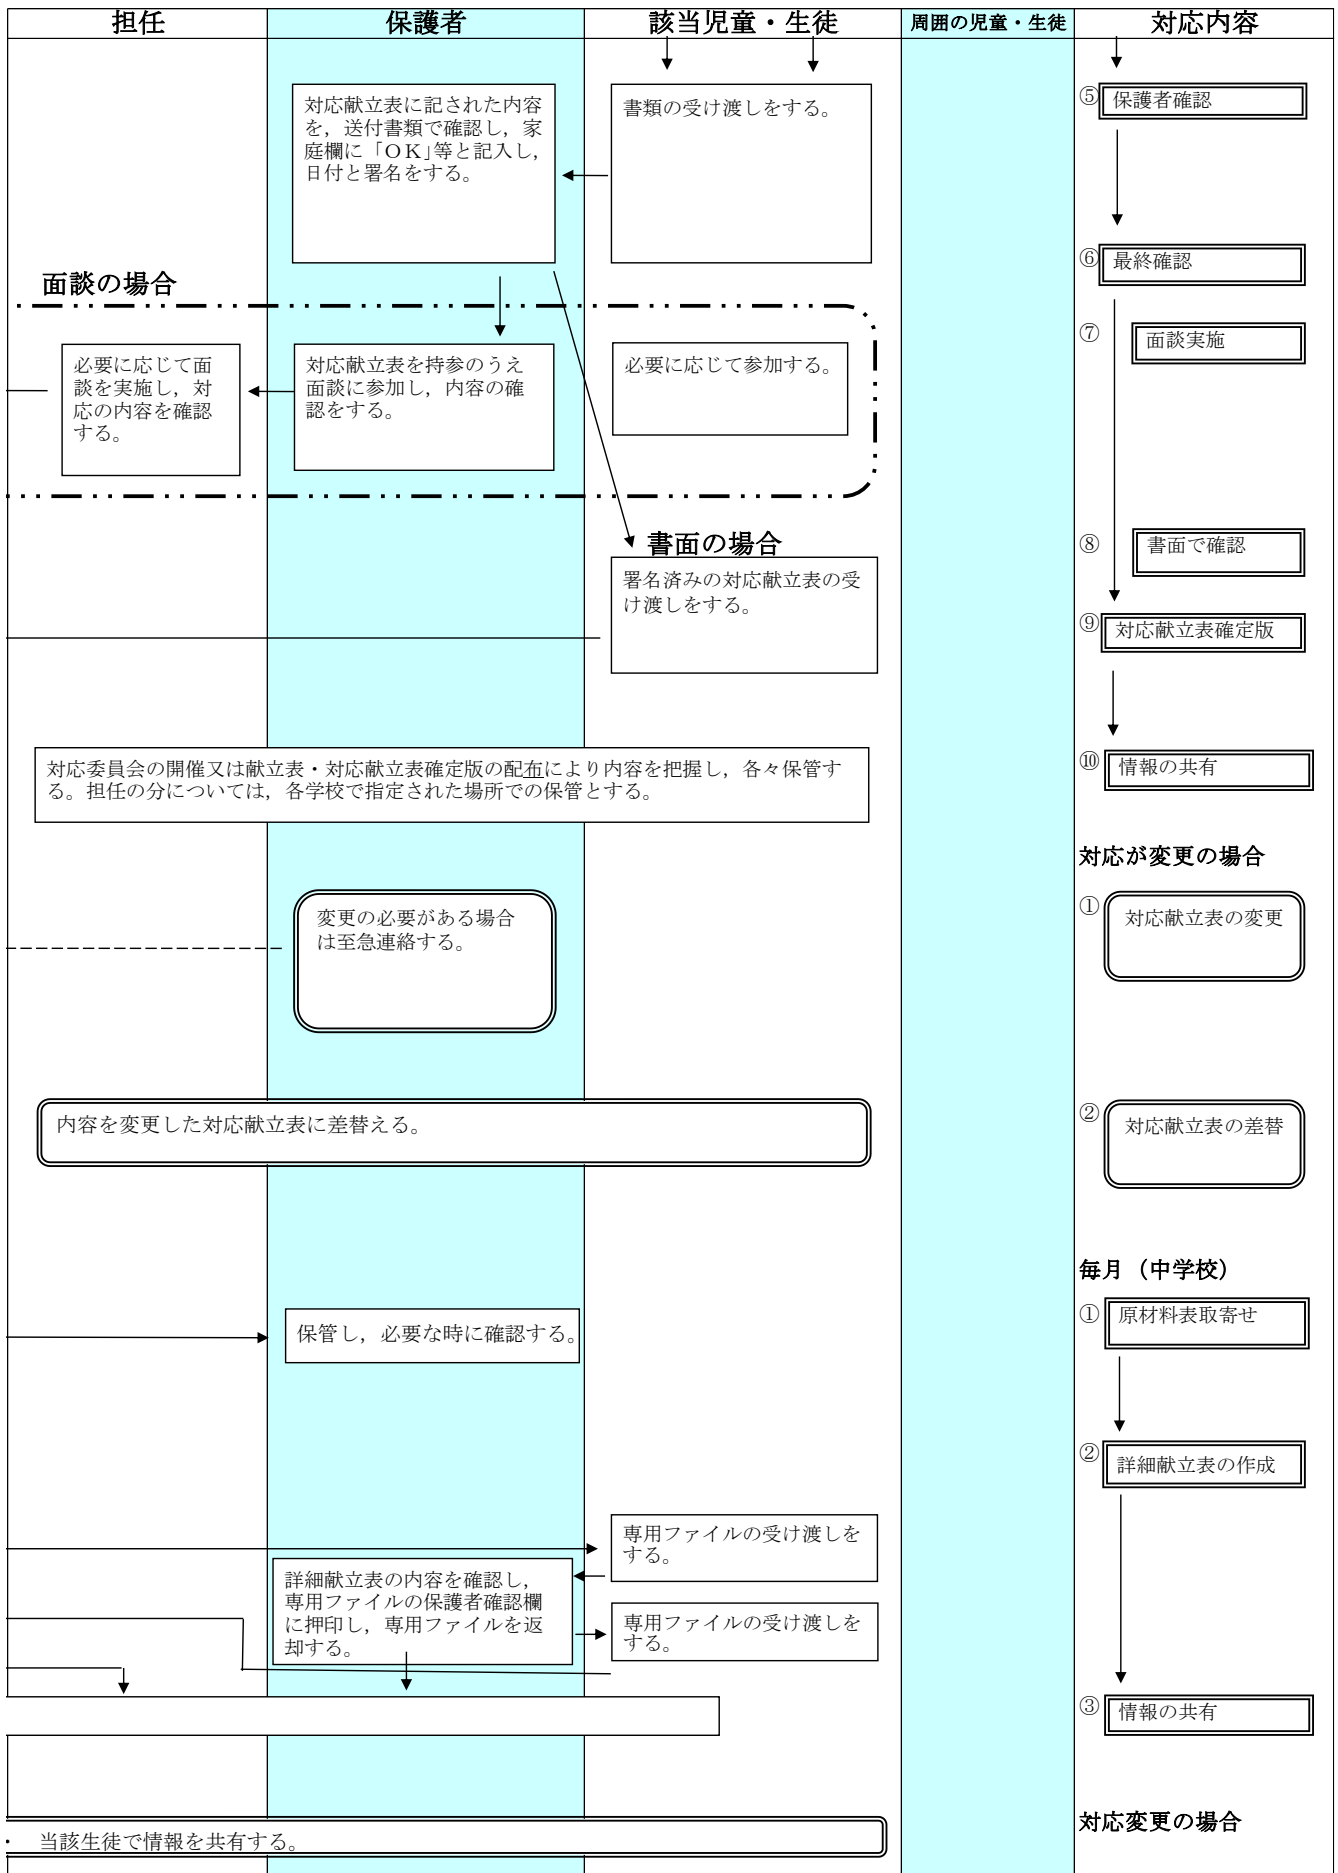 担任
保護者
該当児童・生徒
周囲の児童・生徒
対応内容
対応献立表に記された内容
を，送付書類で確認し，家
庭欄に「ＯＫ」等と記入し，
日付と署名をする。
書類の受け渡しをする。
⑤
保護者確認
⑥
最終確認
面談の場合
必要に応じて面
談を実施し，対
応の内容を確認
する。
対応献立表を持参のうえ
面談に参加し，内容の確
認をする。
必要に応じて参加する。
⑦
面談実施
書面の場合
署名済みの対応献立表の受
け渡しをする。
⑧
書面で確認
⑨
対応献立表確定版
対応委員会の開催又は献立表・対応献立表確定版の配布により内容を把握し，各々保管す
る。担任の分については，各学校で指定された場所での保管とする。
⑩
情報の共有
対応が変更の場合
変更の必要がある場合
は至急連絡する。
①
対応献立表の変更
内容を変更した対応献立表に差替える。
②
対応献立表の差替
毎月（中学校）
保管し，必要な時に確認する。
①
原材料表取寄せ
②
詳細献立表の作成
専用ファイルの受け渡しを
する。
詳細献立表の内容を確認し，
専用ファイルの保護者確認欄
に押印し，専用ファイルを返
却する。
専用ファイルの受け渡しを
する。
③
情報の共有
対応変更の場合
・　当該生徒で情報を共有する。